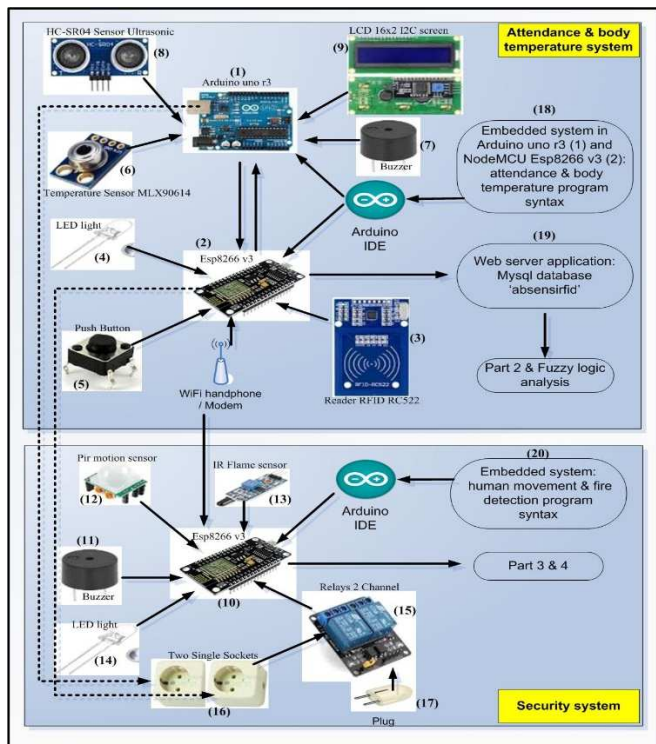 HC-SR04 Sensor Ultrasonic
(8)
(1)
Arduino uno r3
LCD 16x2 I2C screen
(9)
Attendance & body
temperature system
(18)
Embedded system in
Arduino uno r3 (1) and
NodeMCU Esp8266 v3 (2):
attendance & body
temperature program
syntax
(7)
Buzzer
(6)
Temperature Sensor MLX90614
LED light
(4)
(2)
Esp8266 v3
Arduino
IDE
(19)
Web server application:
Mysql database
'absensirfid'
Push Button
(5)
WiFi handphone
/ Modem
(3)
RFID-RC522
Reader RFID RC522
Part 2 & Fuzzy logic
analysis
Pir motion sensor
(12)
IR Flame sensor
(13)
Arduino
IDE
(20)
Embedded system:
human movement & fire
detection program
syntax
(11)
Buzzer
Esp8266 v3
(10)
Part 3 & 4
LED light
(14)
Relays 2 Channel
(15)
Two Single Sockets
(16)
(17)
Plug
Security system